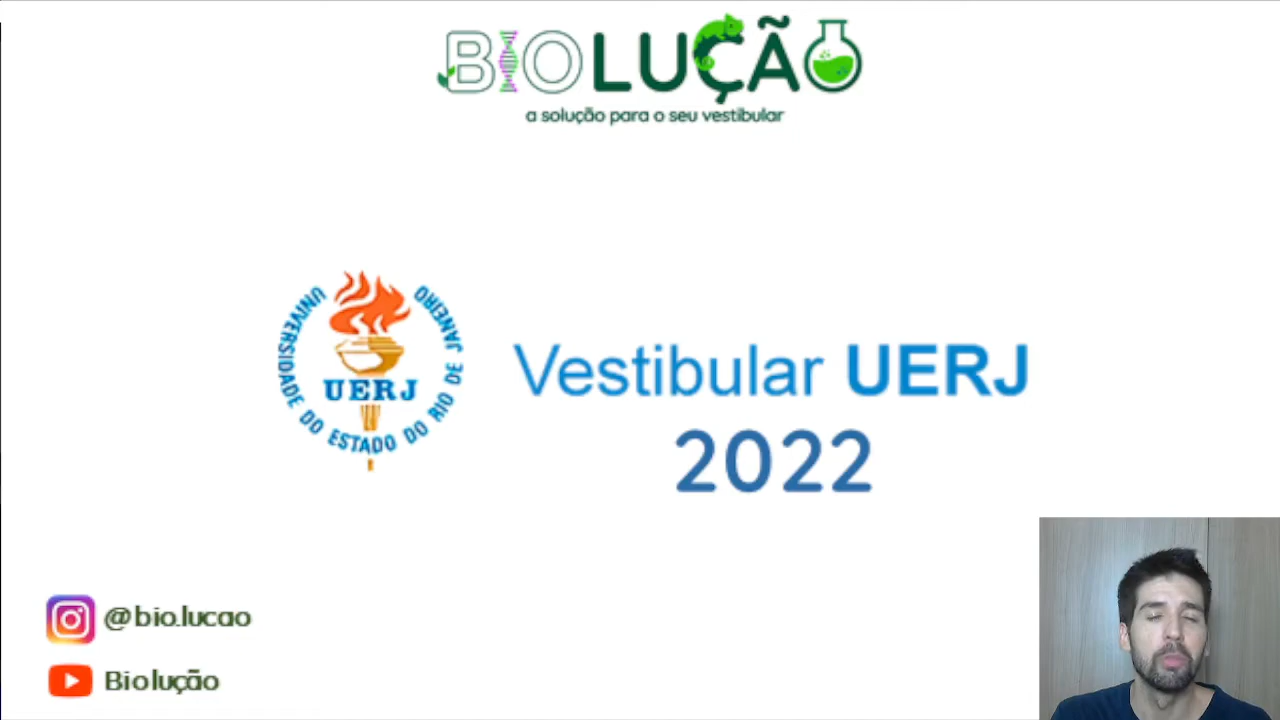 BIOLUÇÃO
a solução para o seu vestibular
UNIVERSIDADE DO ESTADO DO RIO DE JANEIRO
UERJ
Vestibular UERJ
2022
@bio.lucao
Biolução